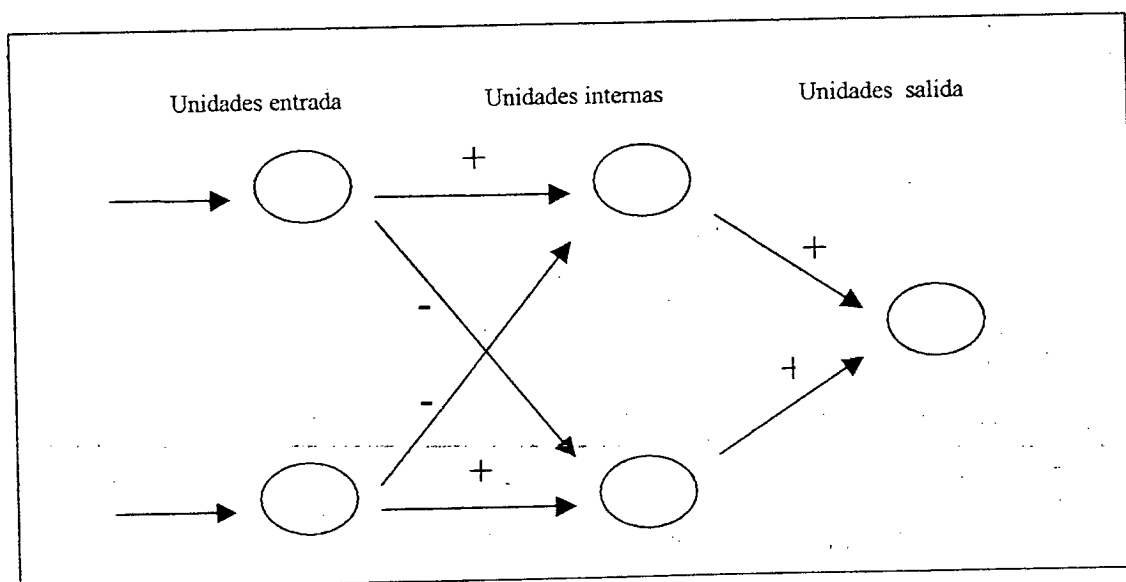 Unidades entrada
Unidades internas
Unidades salida
+
+
-
-
+
+